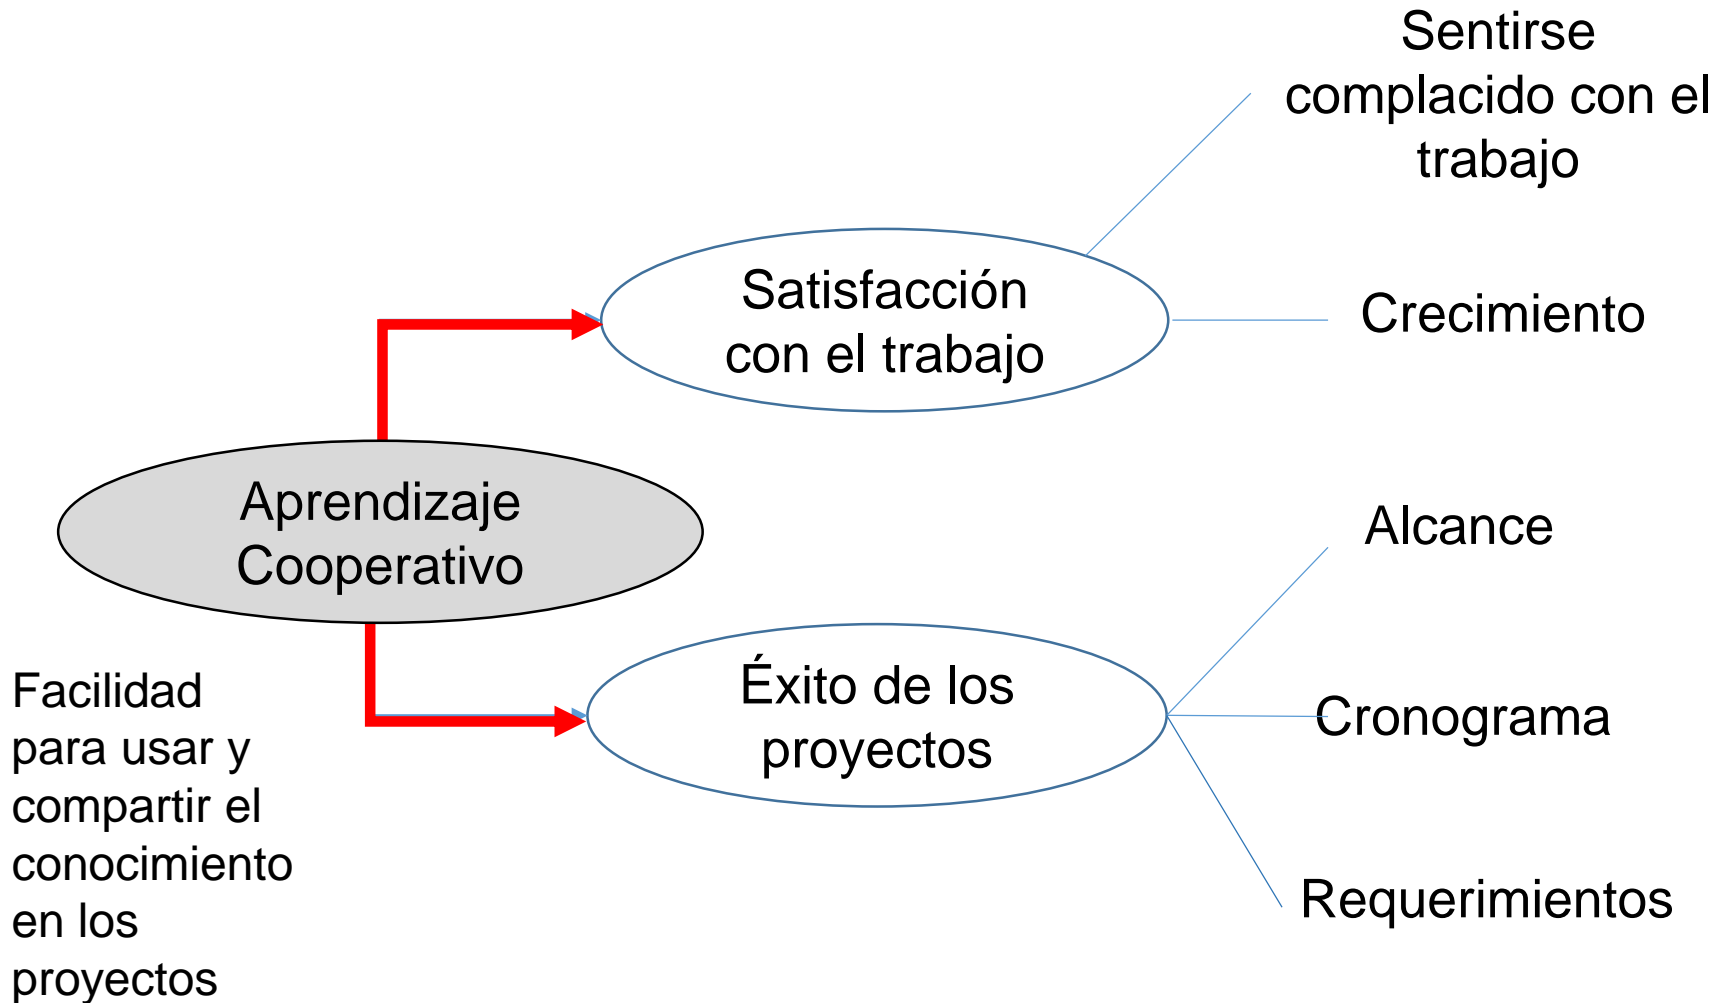 Sentirse
complacido con el
trabajo
Satisfacción
con el trabajo
Crecimiento
Aprendizaje
Cooperativo
Alcance
Éxito de los
proyectos
Cronograma
Requerimientos
Facilidad
para usar y
compartir el
conocimiento
en los
proyectos